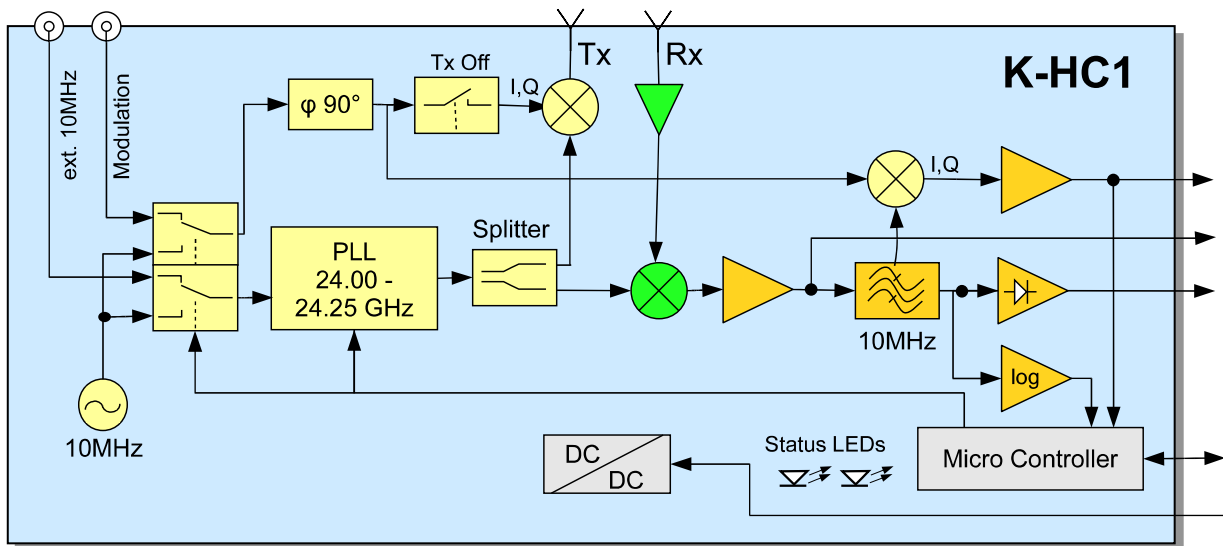 K-HC1
Tx
Rx
ext. 10MHz
Modulation
Tx Off
φ 90°
I,Q
I,Q
Splitter
PLL
24.00 -
24.25 GHz
10MHz
log
10MHz
Status LEDs
DC
DC
Micro Controller